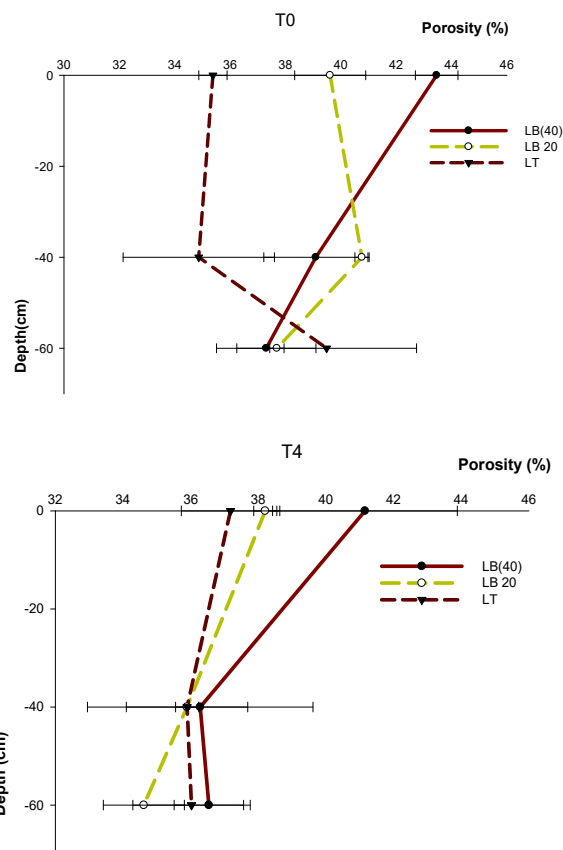 T0
Porosity (%)
30 32 34 36 38 40 42 44 46
0
-20
-40
-60
Depth(cm)
LB(40)
LB 20
LT
T4
Porosity (%)
32 34 36 38 40 42 44 46
0
-20
-40
-60
Depth (cm)
LB(40)
LB 20
LT